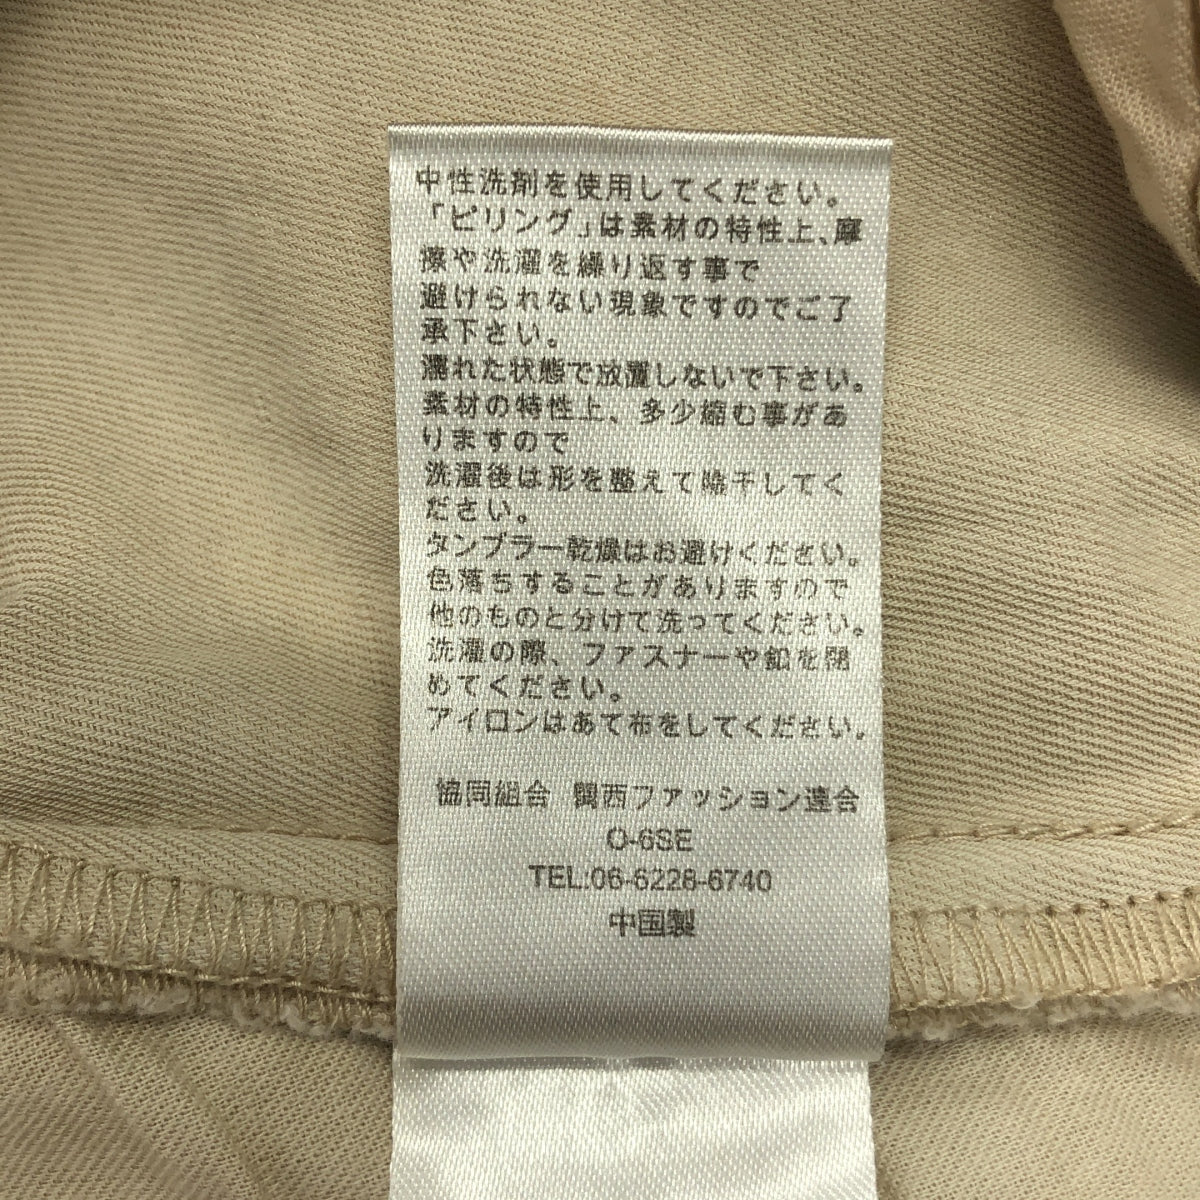 中性洗剤を使用してください。
「ピリング」は素材の特性上、摩
擦や洗濯を繰り返す事で
避けられない現象ですのでご了
承下さい。
濡れた状態で放置しないで下さい。
素材の特性上、多少縮む事があ
りますので
洗濯後は形を整えて陰干してく
ださい。
タンブラー乾燥はお避けください。
色落ちすることがありますので
他のものと分けて洗ってください。
洗濯の際、ファスナーや釦を閉
めてください。
アイロンはあて布をしてください。
協同組合 関西ファッション連合
O-6SE
TEL:06-6228-6740
中国製